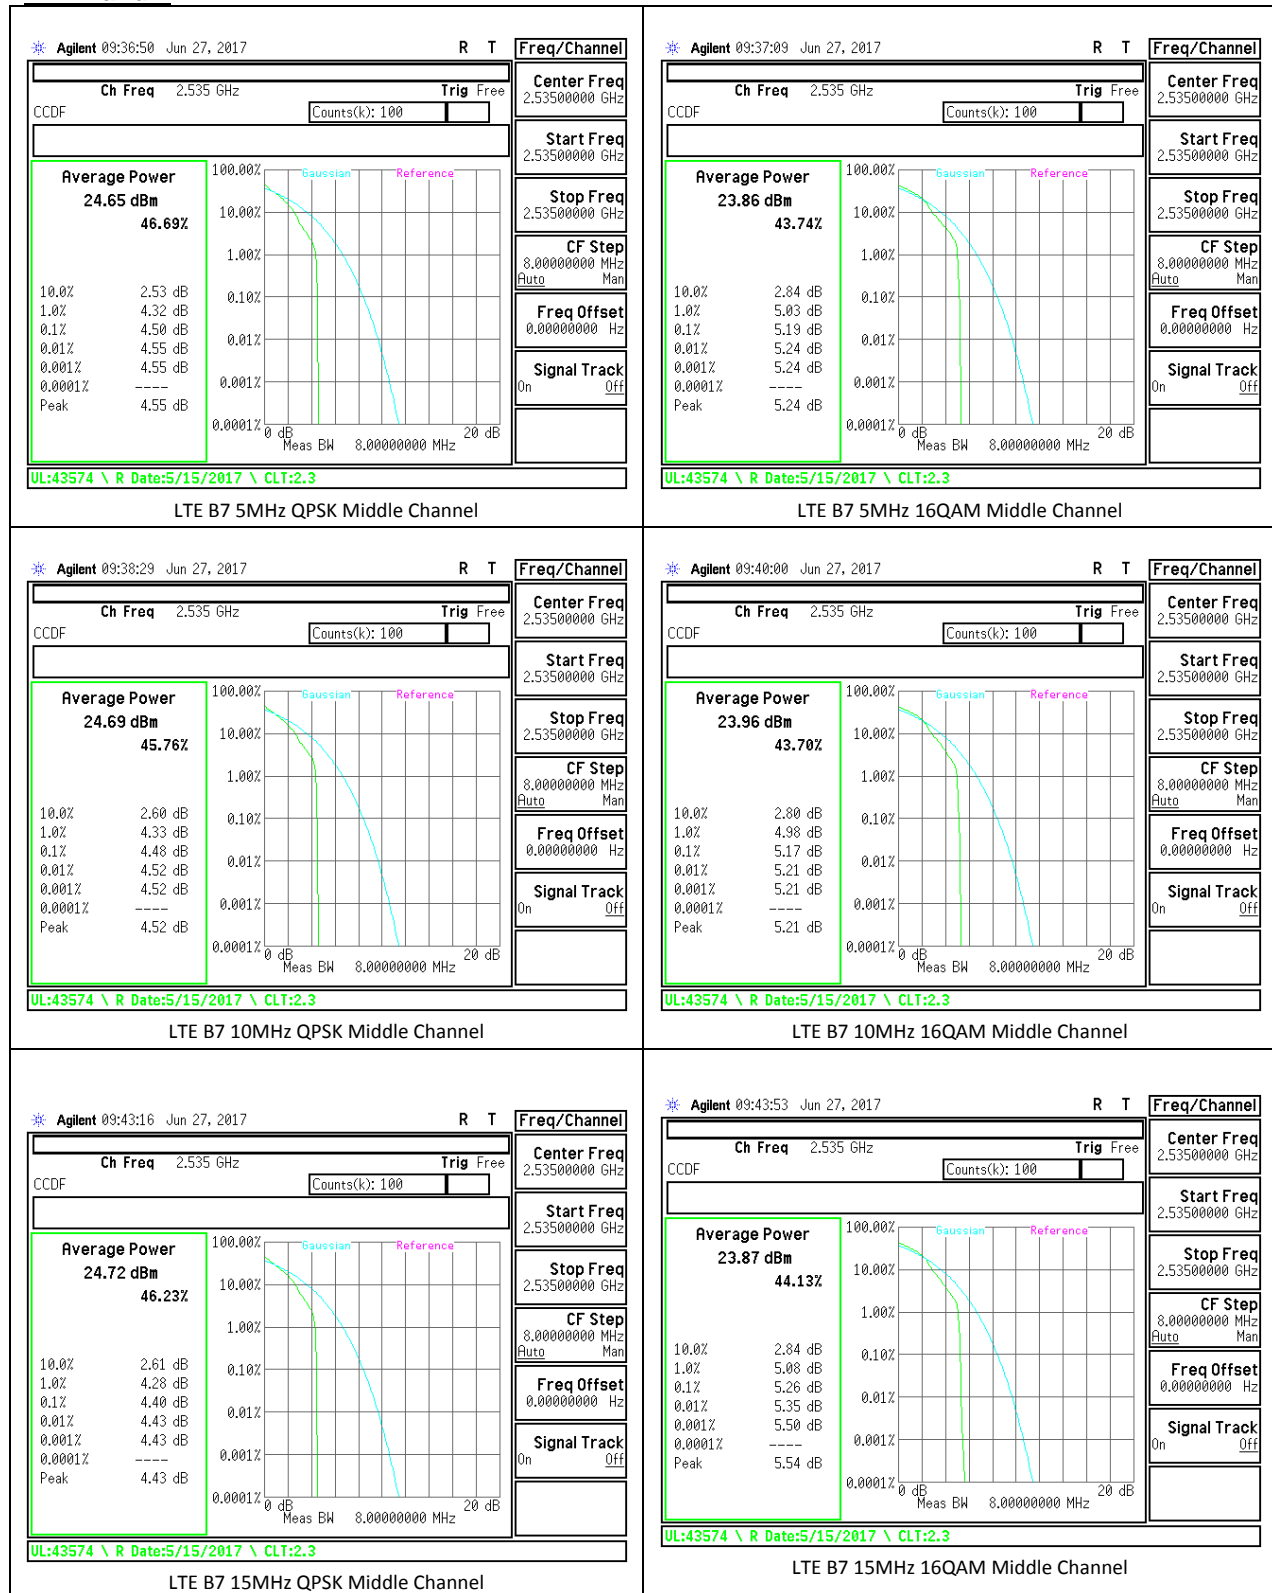 Agilent 09:36:50 Jun 27, 2017 R T Freq/Channel
Ch Freq 2.535 GHz Trig Free
CCDF Counts(k): 100
Average Power
24.65 dBm
46.69%
10.0% 2.53 dB
1.0% 4.32 dB
0.1% 4.50 dB
0.01% 4.55 dB
0.001% 4.55 dB
0.0001% ----
Peak 4.55 dB
Gaussian Reference
100.00%
10.00%
1.00%
0.10%
0.01%
0.001%
0.0001%
0 dB 20 dB
Meas BW 8.00000000 MHz
Center Freq
2.53500000 GHz
Start Freq
2.53500000 GHz
Stop Freq
2.53500000 GHz
CF Step
8.00000000 MHz
Auto Man
Freq Offset
0.00000000 Hz
Signal Track
On Off
UL:43574 \ R Date:5/15/2017 \ CLT:2.3
LTE B7 5MHz QPSK Middle Channel
Agilent 09:37:09 Jun 27, 2017 R T Freq/Channel
Ch Freq 2.535 GHz Trig Free
CCDF Counts(k): 100
Average Power
23.86 dBm
43.74%
10.0% 2.84 dB
1.0% 5.03 dB
0.1% 5.19 dB
0.01% 5.24 dB
0.001% 5.24 dB
0.0001% ----
Peak 5.24 dB
Gaussian Reference
100.00%
10.00%
1.00%
0.10%
0.01%
0.001%
0.0001%
0 dB 20 dB
Meas BW 8.00000000 MHz
Center Freq
2.53500000 GHz
Start Freq
2.53500000 GHz
Stop Freq
2.53500000 GHz
CF Step
8.00000000 MHz
Auto Man
Freq Offset
0.00000000 Hz
Signal Track
On Off
UL:43574 \ R Date:5/15/2017 \ CLT:2.3
LTE B7 5MHz 16QAM Middle Channel
Agilent 09:38:29 Jun 27, 2017 R T Freq/Channel
Ch Freq 2.535 GHz Trig Free
CCDF Counts(k): 100
Average Power
24.69 dBm
45.76%
10.0% 2.60 dB
1.0% 4.33 dB
0.1% 4.48 dB
0.01% 4.52 dB
0.001% 4.52 dB
0.0001% ----
Peak 4.52 dB
Gaussian Reference
100.00%
10.00%
1.00%
0.10%
0.01%
0.001%
0.0001%
0 dB 20 dB
Meas BW 8.00000000 MHz
Center Freq
2.53500000 GHz
Start Freq
2.53500000 GHz
Stop Freq
2.53500000 GHz
CF Step
8.00000000 MHz
Auto Man
Freq Offset
0.00000000 Hz
Signal Track
On Off
UL:43574 \ R Date:5/15/2017 \ CLT:2.3
LTE B7 10MHz QPSK Middle Channel
Agilent 09:40:00 Jun 27, 2017 R T Freq/Channel
Ch Freq 2.535 GHz Trig Free
CCDF Counts(k): 100
Average Power
23.96 dBm
43.70%
10.0% 2.80 dB
1.0% 4.98 dB
0.1% 5.17 dB
0.01% 5.21 dB
0.001% 5.21 dB
0.0001% ----
Peak 5.21 dB
Gaussian Reference
100.00%
10.00%
1.00%
0.10%
0.01%
0.001%
0.0001%
0 dB 20 dB
Meas BW 8.00000000 MHz
Center Freq
2.53500000 GHz
Start Freq
2.53500000 GHz
Stop Freq
2.53500000 GHz
CF Step
8.00000000 MHz
Auto Man
Freq Offset
0.00000000 Hz
Signal Track
On Off
UL:43574 \ R Date:5/15/2017 \ CLT:2.3
LTE B7 10MHz 16QAM Middle Channel
Agilent 09:43:16 Jun 27, 2017 R T Freq/Channel
Ch Freq 2.535 GHz Trig Free
CCDF Counts(k): 100
Average Power
24.72 dBm
46.23%
10.0% 2.61 dB
1.0% 4.28 dB
0.1% 4.40 dB
0.01% 4.43 dB
0.001% 4.43 dB
0.0001% ----
Peak 4.43 dB
Gaussian Reference
100.00%
10.00%
1.00%
0.10%
0.01%
0.001%
0.0001%
0 dB 20 dB
Meas BW 8.00000000 MHz
Center Freq
2.53500000 GHz
Start Freq
2.53500000 GHz
Stop Freq
2.53500000 GHz
CF Step
8.00000000 MHz
Auto Man
Freq Offset
0.00000000 Hz
Signal Track
On Off
UL:43574 \ R Date:5/15/2017 \ CLT:2.3
LTE B7 15MHz QPSK Middle Channel
Agilent 09:43:53 Jun 27, 2017 R T Freq/Channel
Ch Freq 2.535 GHz Trig Free
CCDF Counts(k): 100
Average Power
23.87 dBm
44.13%
10.0% 2.84 dB
1.0% 5.08 dB
0.1% 5.26 dB
0.01% 5.35 dB
0.001% 5.50 dB
0.0001% ----
Peak 5.54 dB
Gaussian Reference
100.00%
10.00%
1.00%
0.10%
0.01%
0.001%
0.0001%
0 dB 20 dB
Meas BW 8.00000000 MHz
Center Freq
2.53500000 GHz
Start Freq
2.53500000 GHz
Stop Freq
2.53500000 GHz
CF Step
8.00000000 MHz
Auto Man
Freq Offset
0.00000000 Hz
Signal Track
On Off
UL:43574 \ R Date:5/15/2017 \ CLT:2.3
LTE B7 15MHz 16QAM Middle Channel